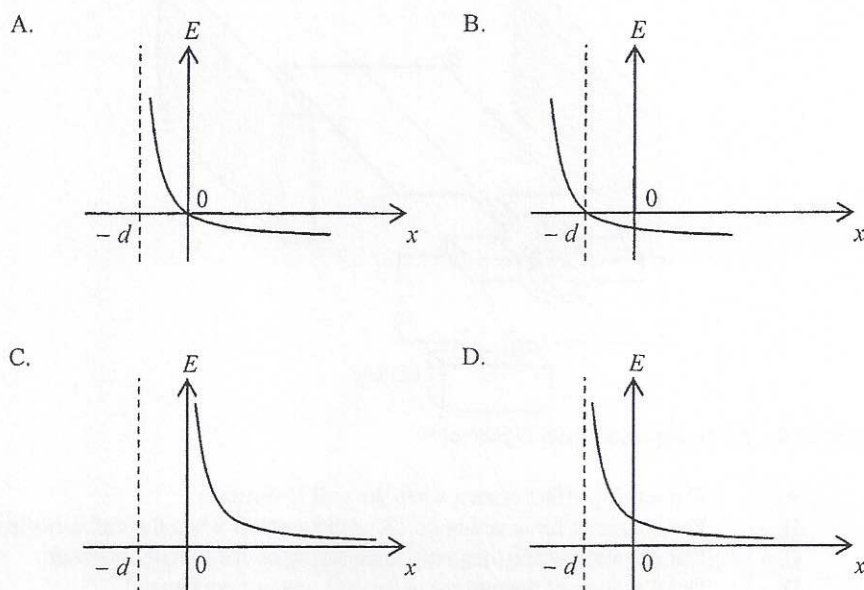 A. B.
E E
0 0
– d x – d x
C. D.
E E
– d 0 x – d 0 x